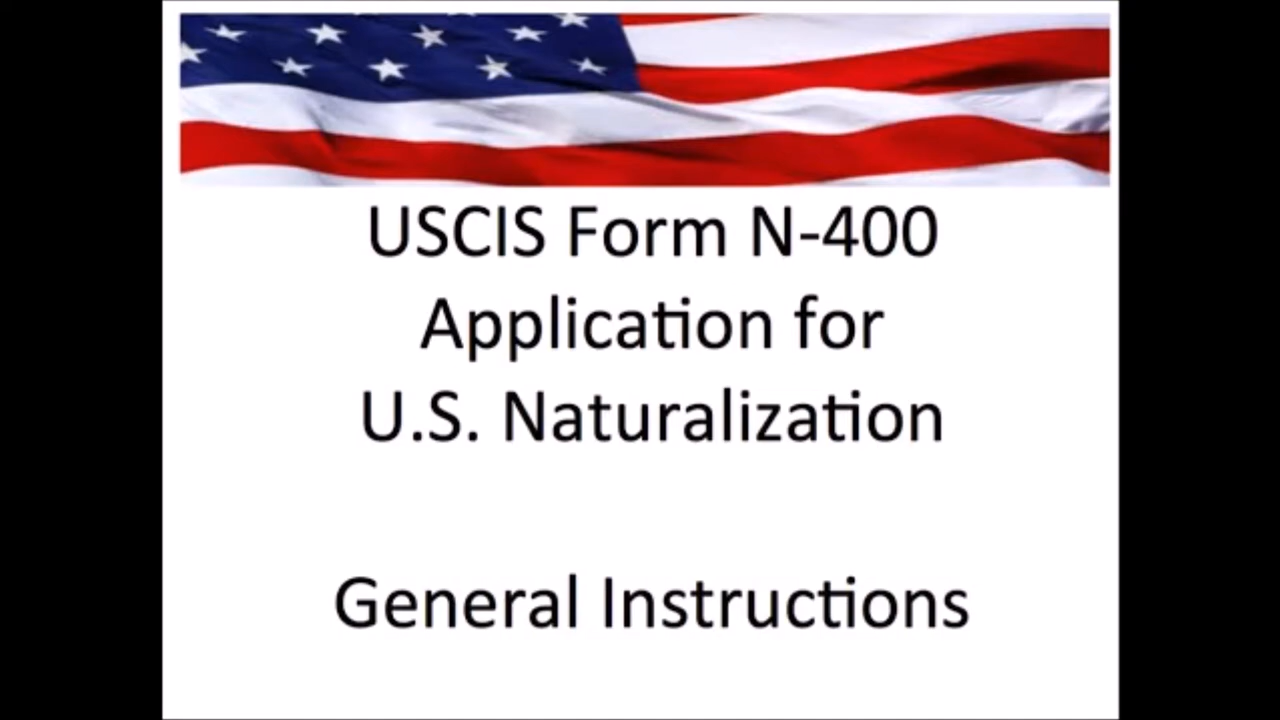 USCIS Form N-400
Application for
U.S. Naturalization
General Instructions